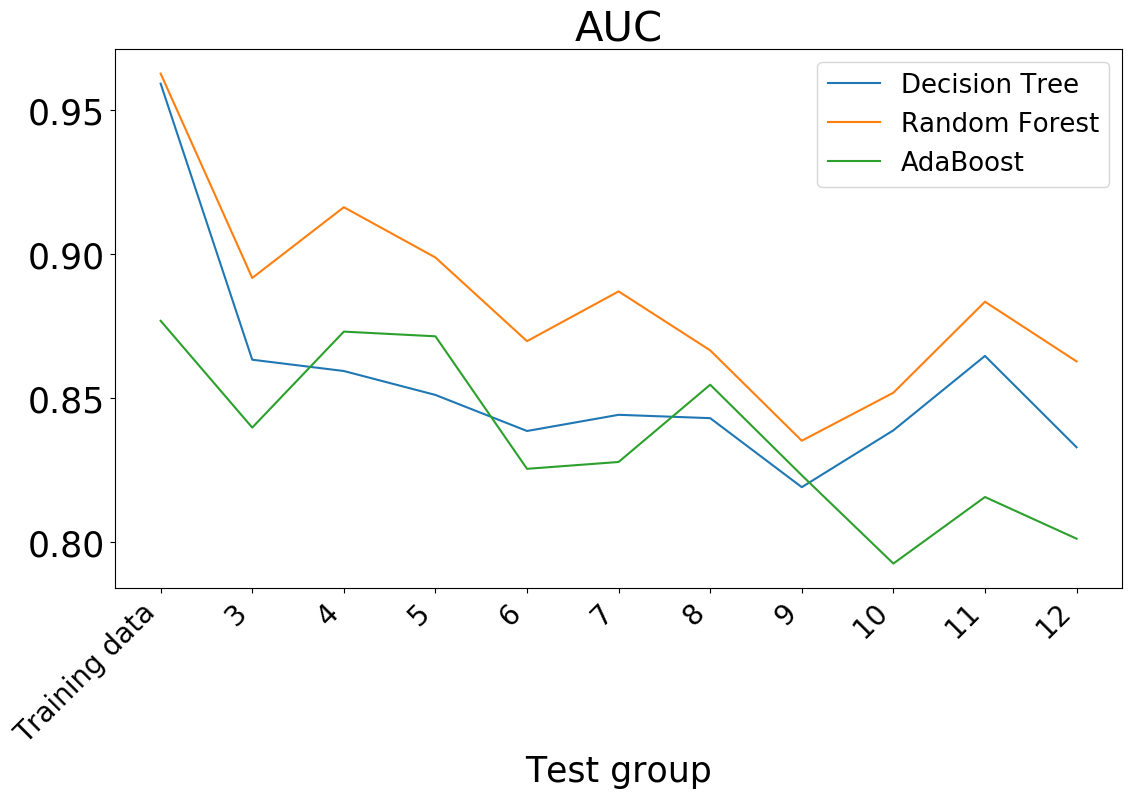 AUC
Decision Tree
Random Forest
AdaBoost
0.95
0.90
0.85
0.80
Training data
3
4
5
6
7
8
9
10
11
12
Test group